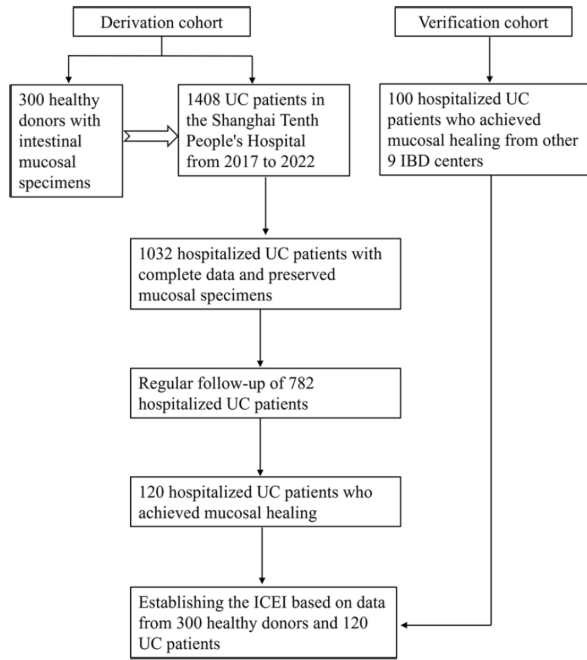 Derivation cohort
Verification cohort
300 healthy
donors with
intestinal
mucosal
specimens
1408 UC patients in
the Shanghai Tenth
People's Hospital
from 2017 to 2022
100 hospitalized UC
patients who achieved
mucosal healing from other
9 IBD centers
1032 hospitalized UC patients with
complete data and preserved
mucosal specimens
Regular follow-up of 782
hospitalized UC patients
120 hospitalized UC patients who
achieved mucosal healing
Establishing the ICEI based on data
from 300 healthy donors and 120
UC patients